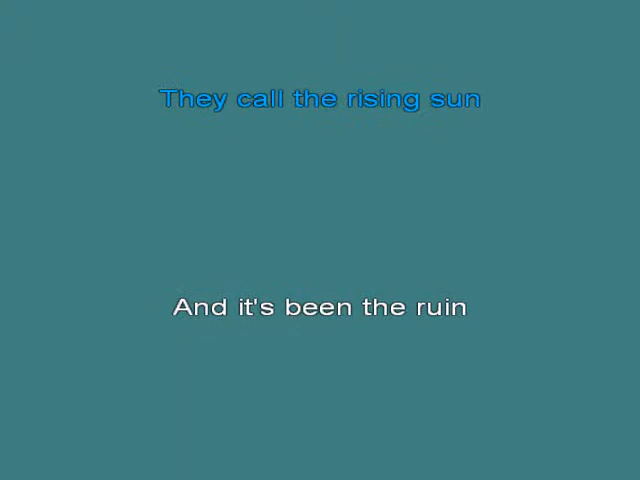 They call the rising sun
And it's been the ruin